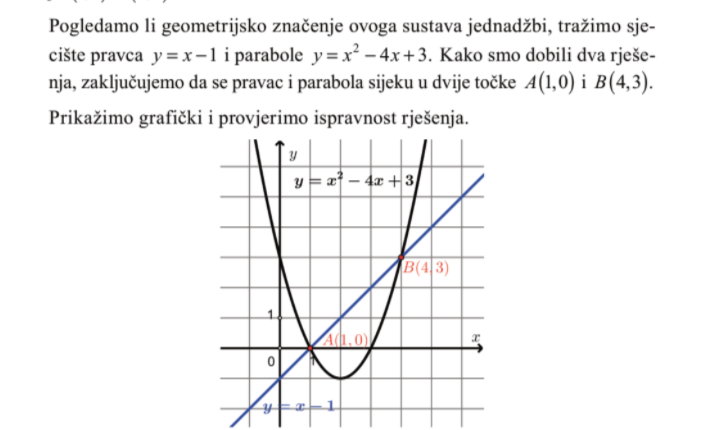 Pogledamo li geometrijsko značenje ovoga sustava jednadžbi, tražimo sje-
cište pravca y = x − 1 i parabole y = x² − 4x + 3. Kako smo dobili dva rješe-
nja, zaključujemo da se pravac i parabola sijeku u dvije točke A(1,0) i B(4,3).
Prikažimo grafički i provjerimo ispravnost rješenja.
y
y = x² − 4x + 3
B(4,3)
1
A(1,0)
x
0
1
y = x − 1